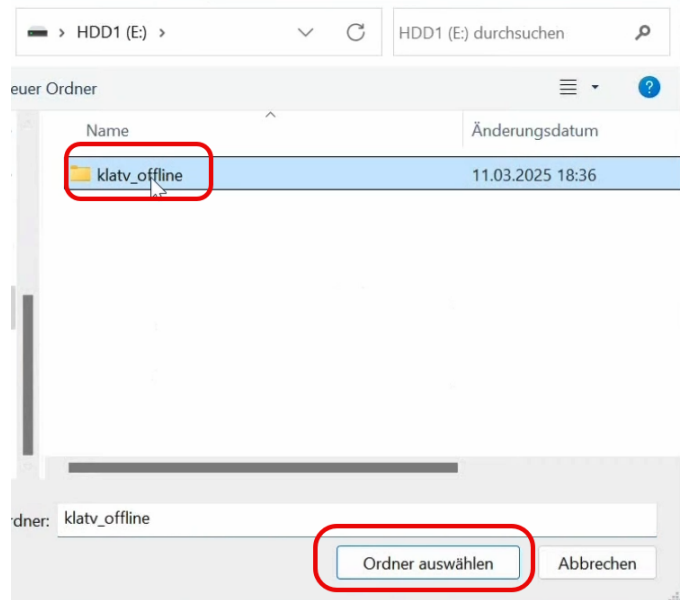 > HDD1 (E:) >
HDD1 (E:) durchsuchen
euer Ordner
Name
Änderungsdatum
klatv_offline
11.03.2025 18:36
rdner:
klatv_offline
Ordner auswählen
Abbrechen